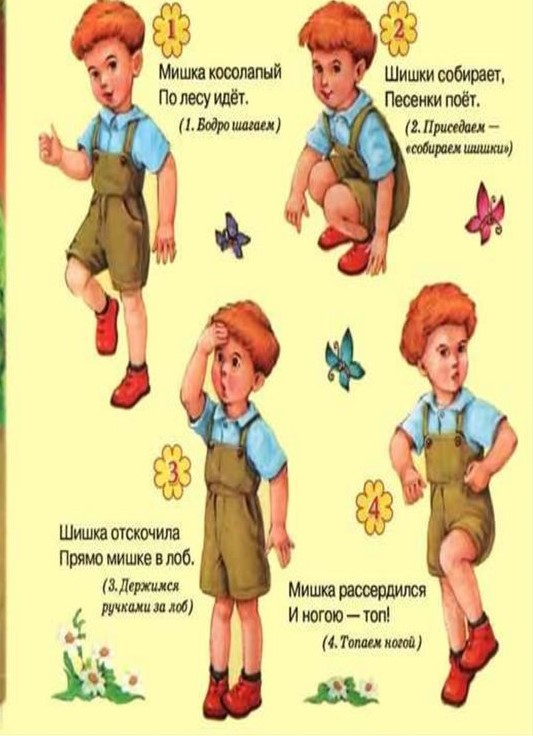 1
Мишка косолапый
По лесу идёт.
(1. Бодро шагаем)
2
Шишки собирает,
Песенки поёт.
(2. Приседаем –
«собираем шишки»)
3
Шишка отскочила
Прямо мишке в лоб.
(3. Держимся
ручками за лоб)
4
Мишка рассердился
И ногою — топ!
(4. Топаем ногой)